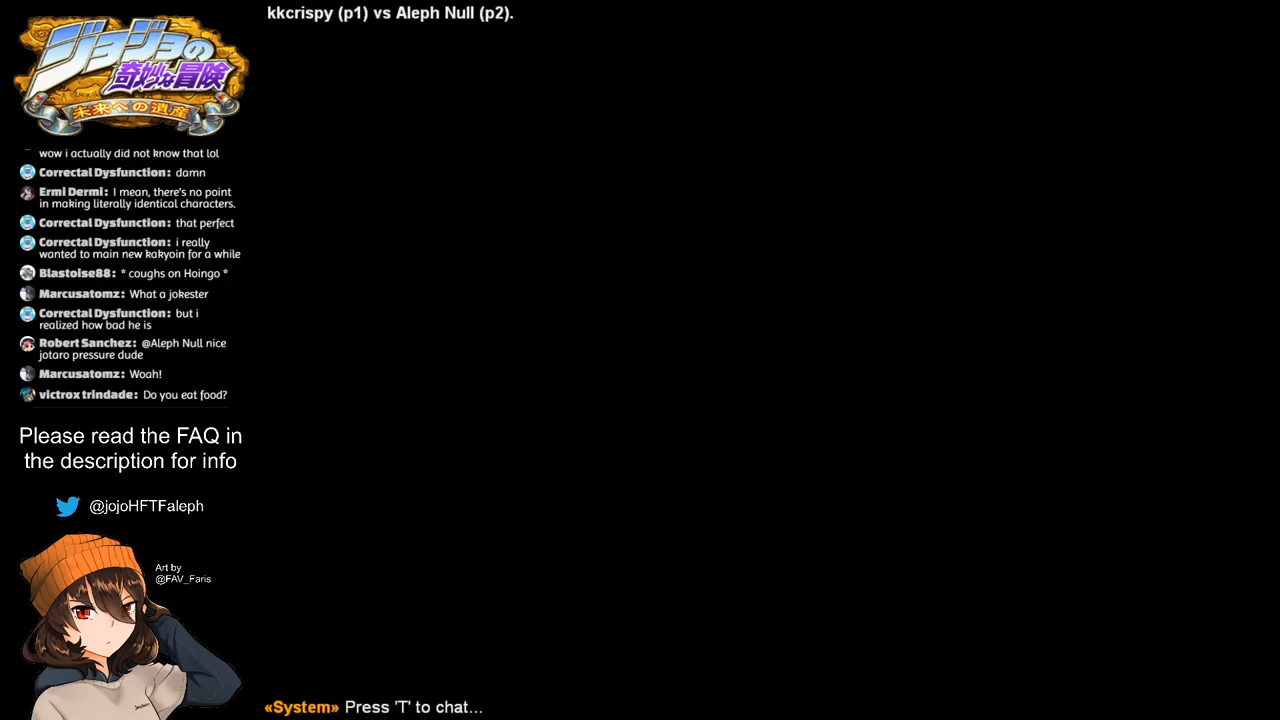 kkcrispy (p1) vs Aleph Null (p2).
ジョジョの
奇妙な冒険
未来への遺産
wow i actually did not know that lol
Correctal Dysfunction: damn
Ermi Dermi: I mean, there's no point
in making literally identical characters.
Correctal Dysfunction: that perfect
Correctal Dysfunction: i really
wanted to main new kakyoin for a while
Blastoise88: * coughs on Hoingo *
Marcusatomz: What a jokester
Correctal Dysfunction: but i
realized how bad he is
Robert Sanchez: @Aleph Null nice
jotaro pressure dude
Marcusatomz: Woah!
victrox trindade: Do you eat food?
Please read the FAQ in
the description for info
@jojoHFTFaleph
Art by
@FAV_Faris
«System» Press 'T' to chat...